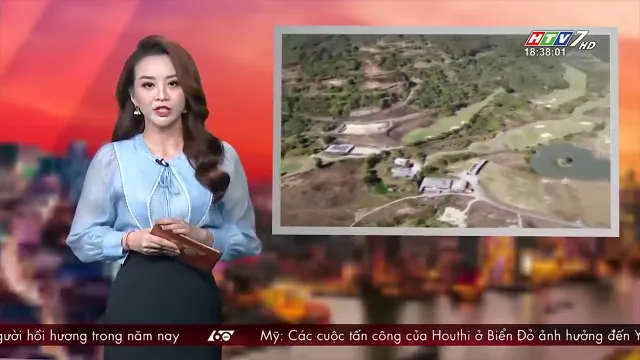 HTV7 HD
18:38:01
gười hồi hương trong năm nay 60 Mỹ: Các cuộc tấn công của Houthi ở Biển Đỏ ảnh hưởng đến Y